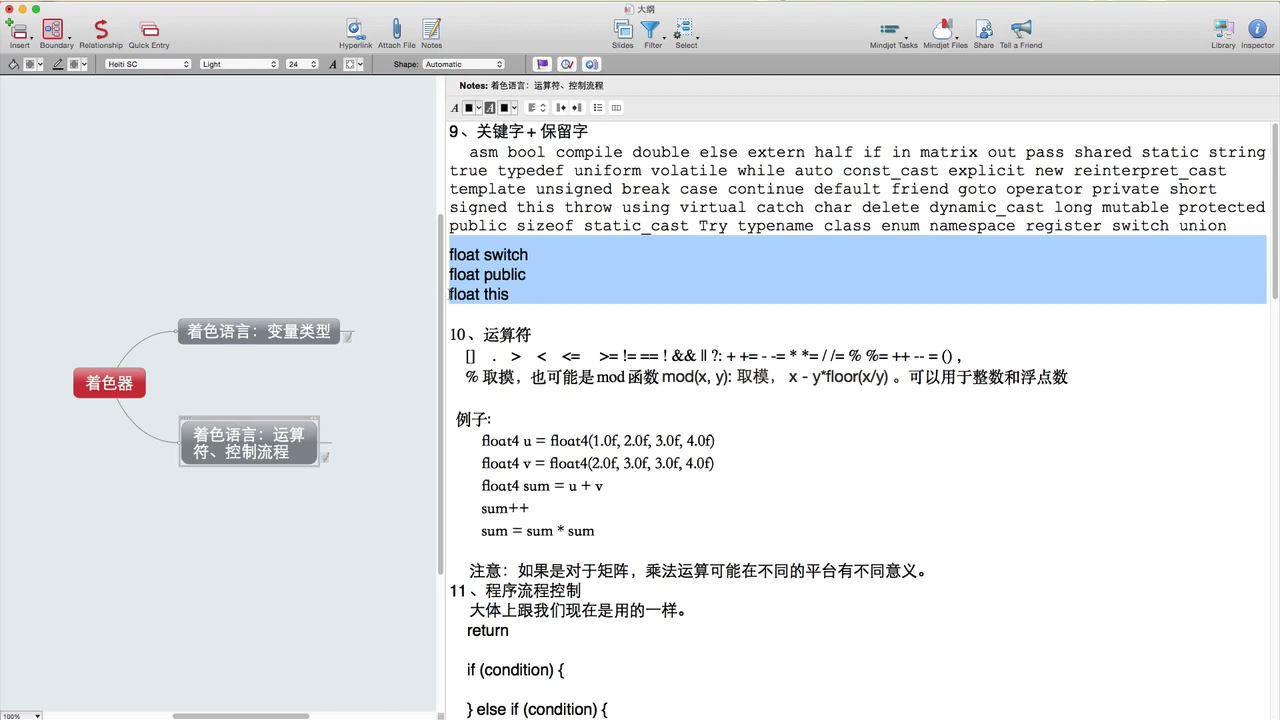 大纲
Insert Boundary Relationship Quick Entry Hyperlink Attach File Notes Slides Filter Select Mindjet Tasks Mindjet Files Share Tell a Friend Library Inspector
Heiti SC Light 24 A Shape: Automatic
Notes: 着色语言：运算符、控制流程
A A
着色器
着色语言：变量类型
着色语言：运算
符、控制流程
9、关键字 + 保留字
asm bool compile double else extern half if in matrix out pass shared static string
true typedef uniform volatile while auto const_cast explicit new reinterpret_cast
template unsigned break case continue default friend goto operator private short
signed this throw using virtual catch char delete dynamic_cast long mutable protected
public sizeof static_cast Try typename class enum namespace register switch union
float switch
float public
float this
10、运算符
[] . > < <= >= != == ! && || ?: + += - -= * *= / /= % %= ++ -- = () ,
% 取摸，也可能是 mod 函数 mod(x, y): 取模， x - y*floor(x/y) 。可以用于整数和浮点数
例子:
float4 u = float4(1.0f, 2.0f, 3.0f, 4.0f)
float4 v = float4(2.0f, 3.0f, 3.0f, 4.0f)
float4 sum = u + v
sum++
sum = sum * sum
注意：如果是对于矩阵，乘法运算可能在不同的平台有不同意义。
11、程序流程控制
大体上跟我们现在是用的一样。
return
if (condition) {
} else if (condition) {
100%